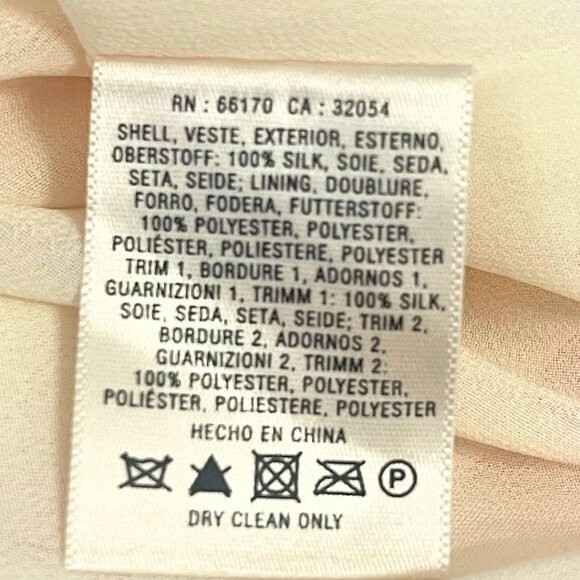 RN : 66170 CA : 32054
SHELL, VESTE, EXTERIOR, ESTERNO,
OBERSTOFF: 100% SILK, SOIE, SEDA,
SETA, SEIDE; LINING, DOUBLURE,
FORRO, FODERA, FUTTERSTOFF:
100% POLYESTER, POLYESTER,
POLIÉSTER, POLIESTERE, POLYESTER
TRIM 1, BORDURE 1, ADORNOS 1,
GUARNIZIONI 1, TRIMM 1: 100% SILK,
SOIE, SEDA, SETA, SEIDE; TRIM 2,
BORDURE 2, ADORNOS 2,
GUARNIZIONI 2, TRIMM 2:
100% POLYESTER, POLYESTER,
POLIÉSTER, POLIESTERE, POLYESTER
HECHO EN CHINA
P
DRY CLEAN ONLY